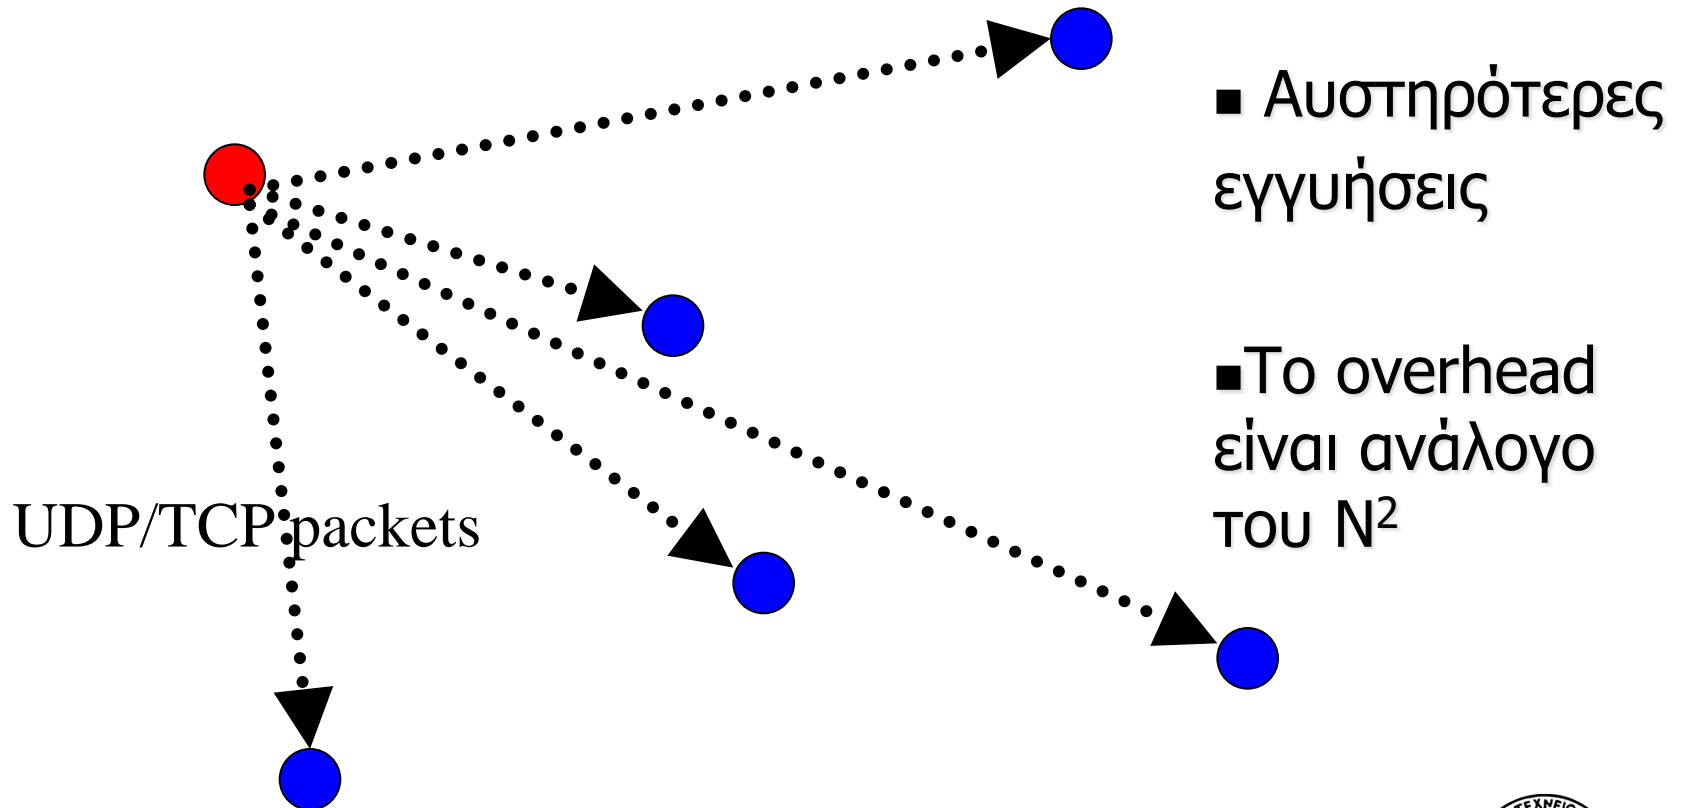 ■ Αυστηρότερες
εγγυήσεις
■Το overhead
είναι ανάλογο
του N²
UDP/TCP packets